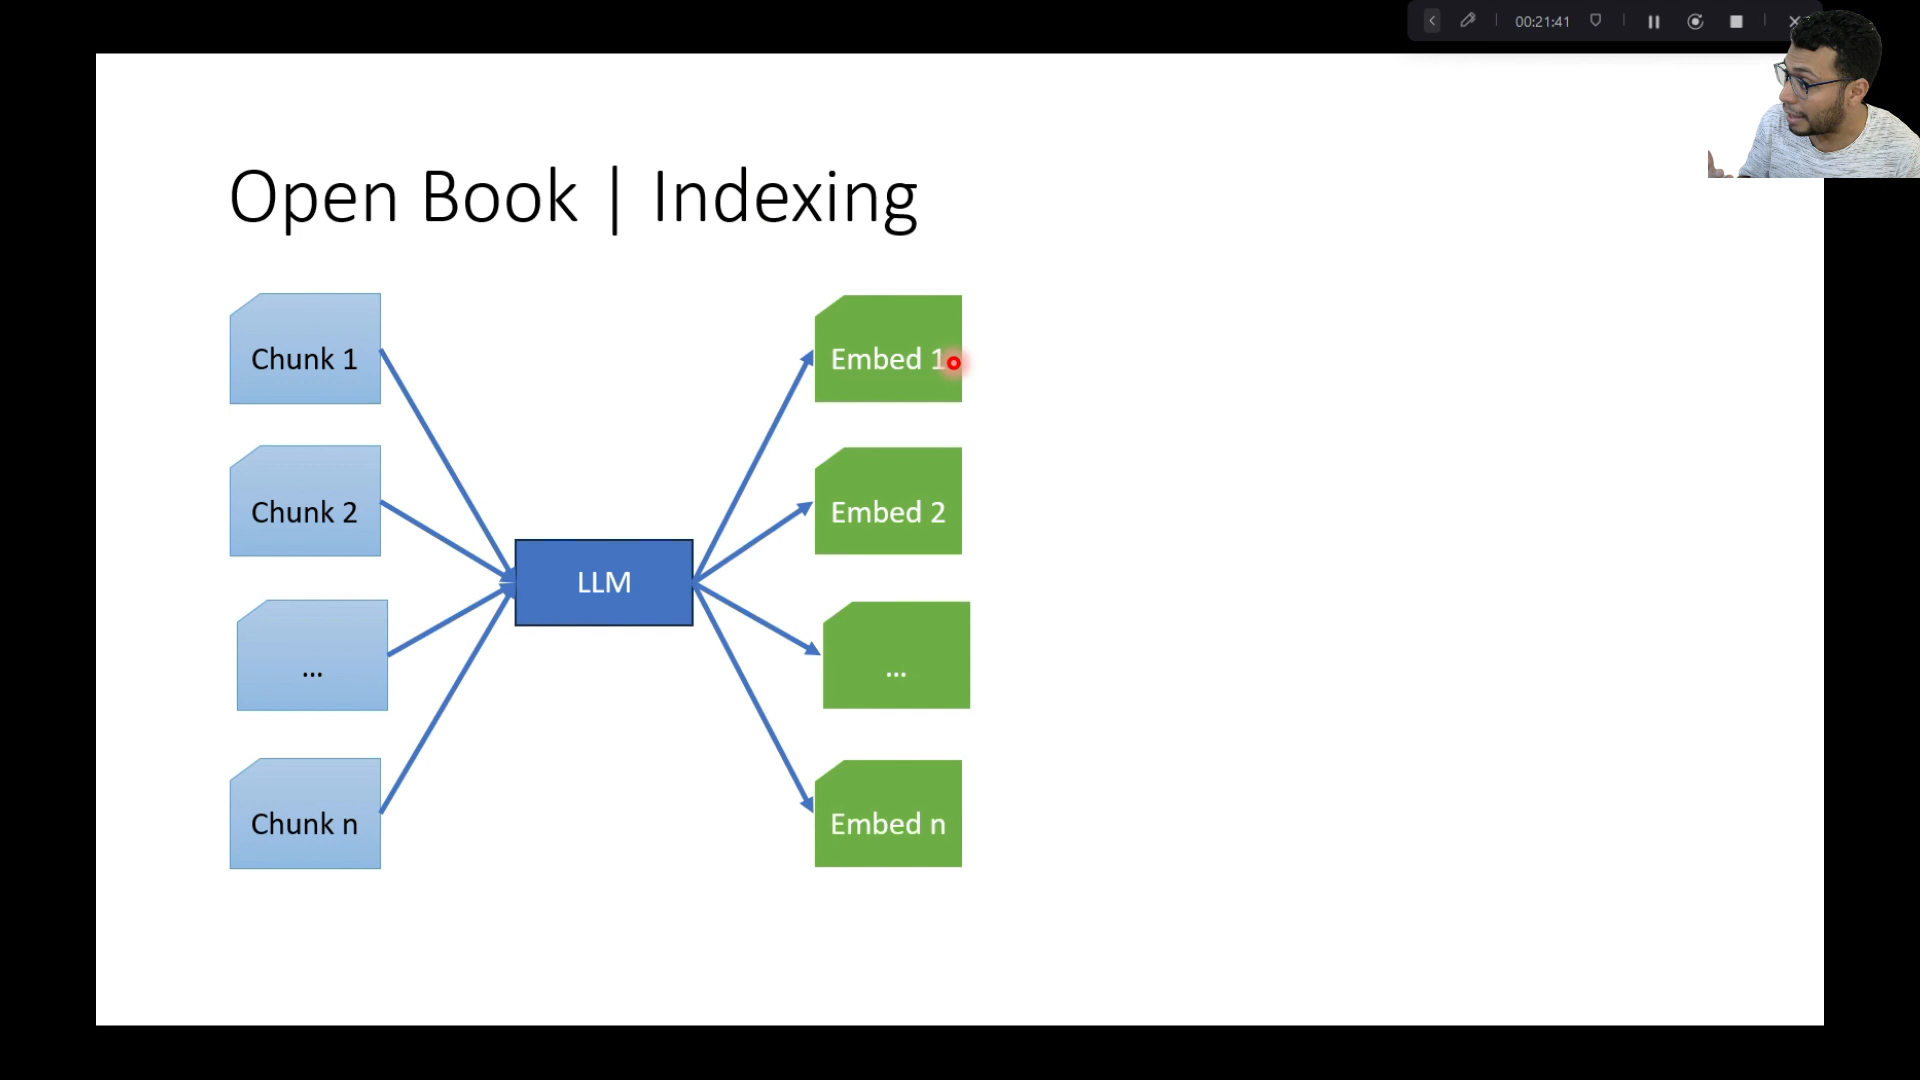 00:21:41
Open Book | Indexing
Chunk 1
Embed 1
Chunk 2
Embed 2
LLM
...
...
Chunk n
Embed n